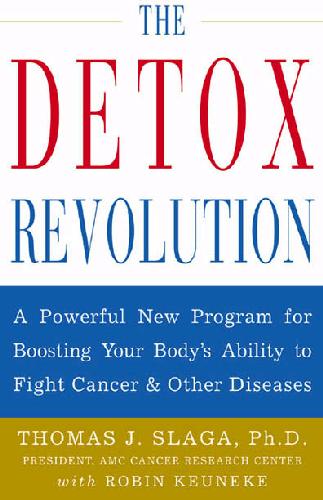 THE
DETOX
REVOLUTION
A Powerful New Program for
Boosting Your Body's Ability to
Fight Cancer & Other Diseases
THOMAS J. SLAGA, Ph.D.
PRESIDENT, AMC CANCER RESEARCH CENTER
with ROBIN KEUNEKE